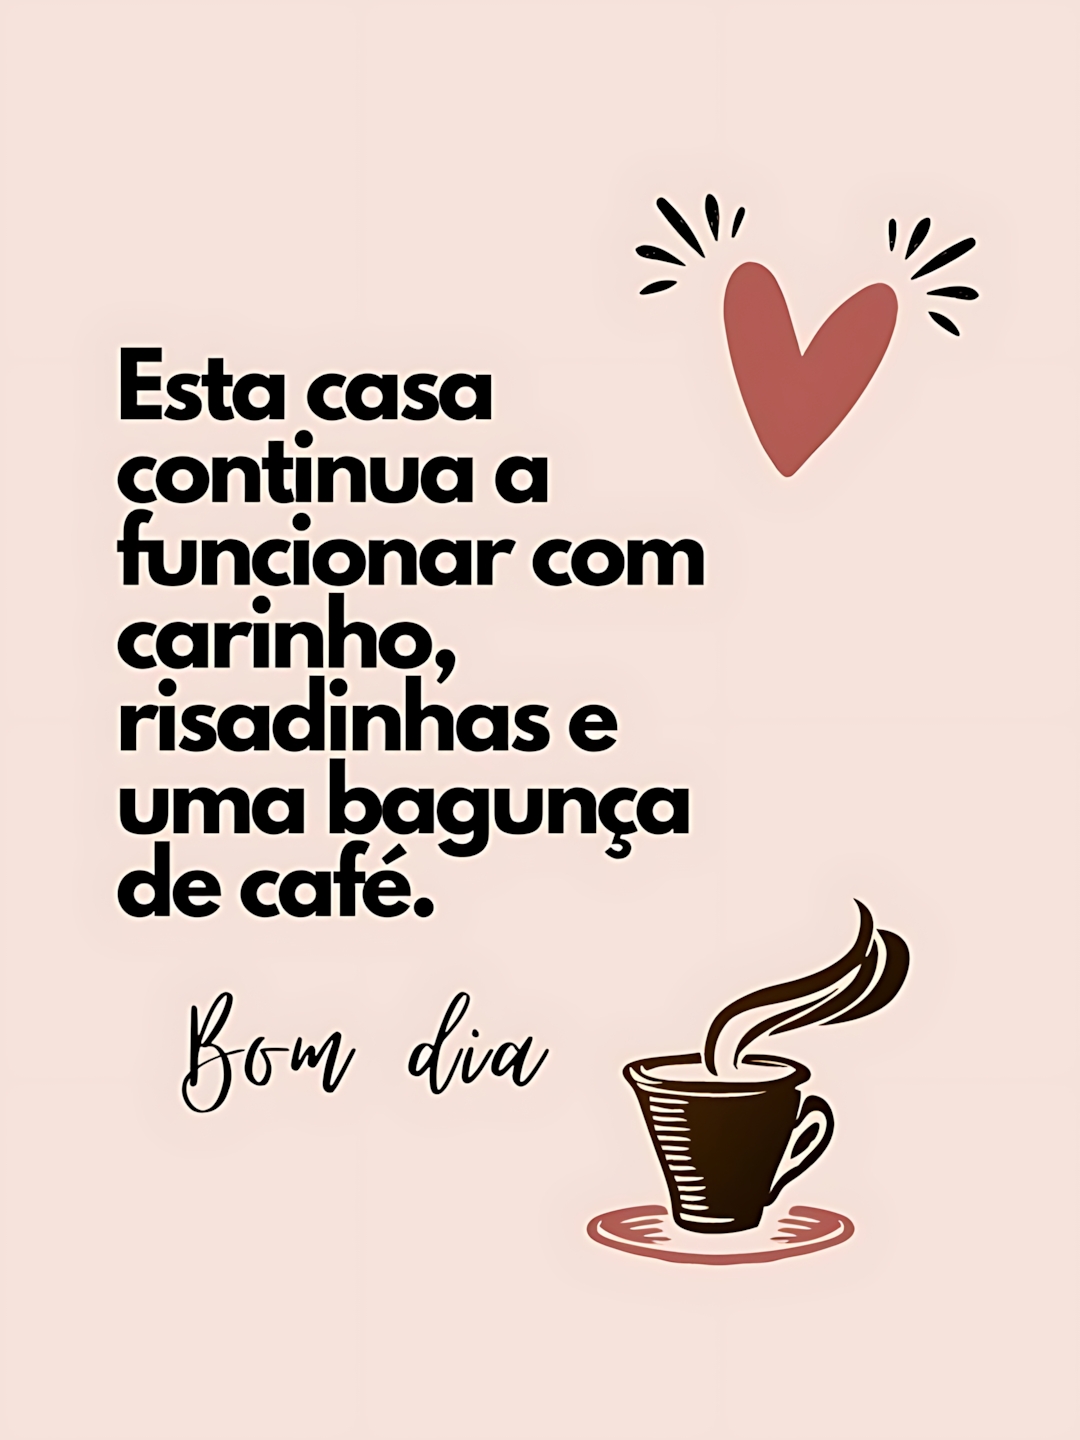 Esta casa
continua a
funcionar com
carinho,
risadinhas e
uma bagunça
de café.
Bom dia